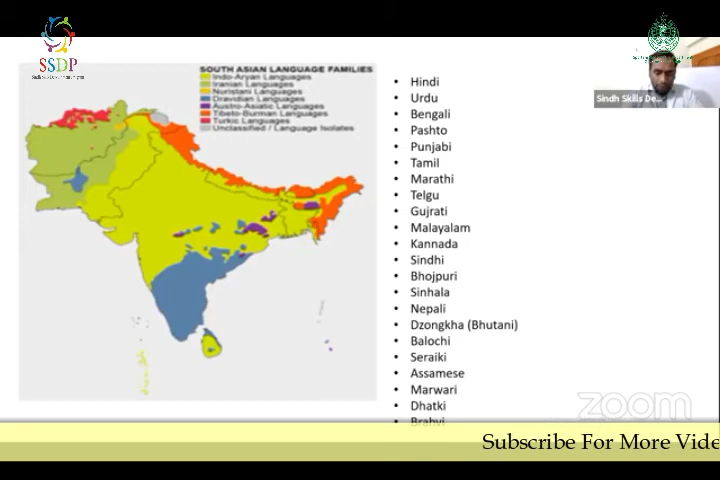 SSDP
SOUTH ASIAN LANGUAGE FAMILIES
Indo-Aryan Languages
Iranian Languages
Nuristani Languages
Dravidian Languages
Austro-Asiatic Languages
Tibeto-Burman Languages
Turkic Languages
Unclassified / Language Isolates
• Hindi
• Urdu
• Bengali
• Pashto
• Punjabi
• Tamil
• Marathi
• Telgu
• Gujrati
• Malayalam
• Kannada
• Sindhi
• Bhojpuri
• Sinhala
• Nepali
• Dzongkha (Bhutani)
• Balochi
• Seraiki
• Assamese
• Marwari
• Dhatki
• Brahvi
Sindh Skills De...
zoom
Subscribe For More Vide